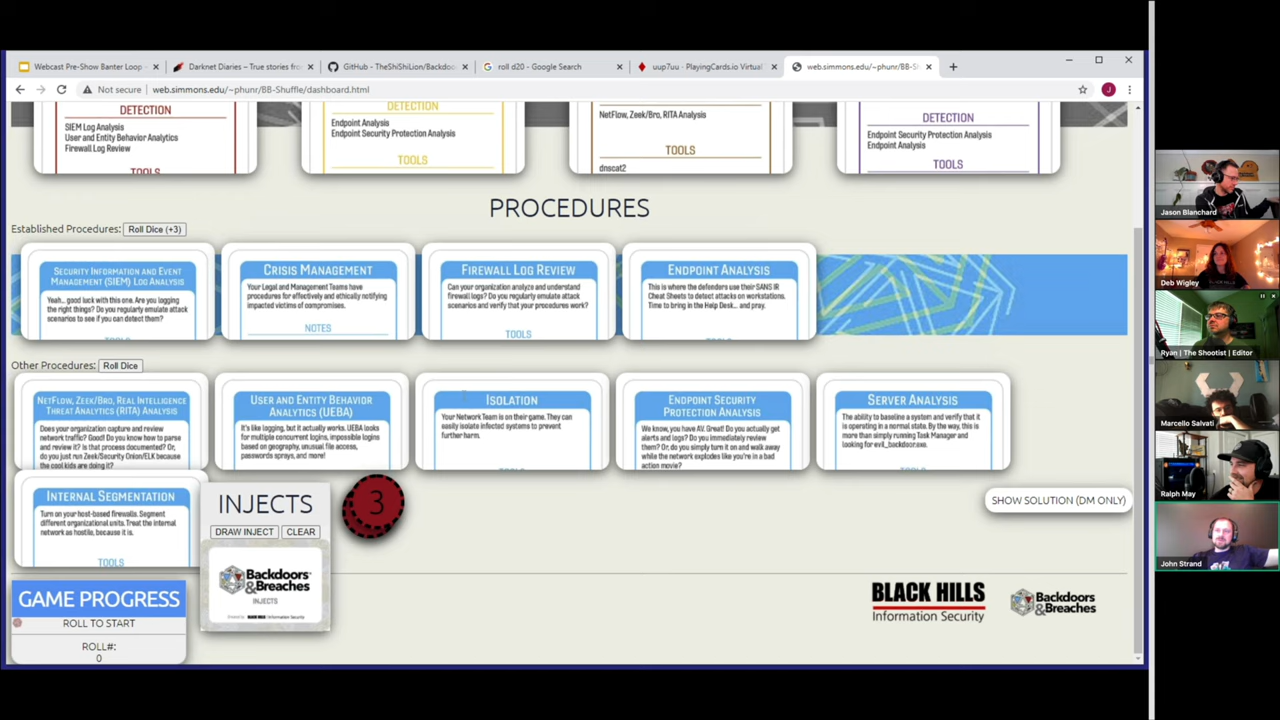 Webcast Pre-Show Banter Loop -
Darknet Diaries – True stories fro
GitHub - TheShiShiLion/Backdoo
roll d20 - Google Search
uup7uu - PlayingCards.io Virtual
web.simmons.edu/~phunr/BB-Sh
Not secure
web.simmons.edu/~phunr/BB-Shuffle/dashboard.html
J
DETECTION
SIEM Log Analysis
User and Entity Behavior Analytics
Firewall Log Review
TOOLS
DETECTION
Endpoint Analysis
Endpoint Security Protection Analysis
TOOLS
NetFlow, Zeek/Bro, RITA Analysis
TOOLS
dnscat2
DETECTION
Endpoint Security Protection Analysis
Endpoint Analysis
TOOLS
PROCEDURES
Established Procedures:
Roll Dice (+3)
SECURITY INFORMATION AND EVENT
MANAGEMENT (SIEM) LOG ANALYSIS
Yeah... good luck with this one. Are you logging
the right things? Do you regularly emulate attack
scenarios to see if you can detect them?
CRISIS MANAGEMENT
Your Legal and Management Teams have
procedures for effectively and ethically notifying
impacted victims of compromises.
NOTES
FIREWALL LOG REVIEW
Can your organization analyze and understand
firewall logs? Do you regularly emulate attack
scenarios and verify that your procedures work?
TOOLS
ENDPOINT ANALYSIS
This is where the defenders use their SANS IR
Cheat Sheets to detect attacks on workstations.
Time to bring in the Help Desk... and pray.
Other Procedures:
Roll Dice
NETFLOW, ZEEK/BRO, REAL INTELLIGENCE
THREAT ANALYTICS (RITA) ANALYSIS
Does your organization capture and review
network traffic? Good! Do you know how to parse
and review it? Is that process documented? Or,
do you just run Zeek/Security Onion/ELK because
the cool kids are doing it?
USER AND ENTITY BEHAVIOR
ANALYTICS (UEBA)
It's like logging, but it actually works. UEBA looks
for multiple concurrent logins, impossible logins
based on geography, unusual file access,
passwords sprays, and more!
ISOLATION
Your Network Team is on their game. They can
easily isolate infected systems to prevent
further harm.
ENDPOINT SECURITY
PROTECTION ANALYSIS
We know, you have AV. Great! Do you actually get
alerts and logs? Do you immediately review
them? Or, do you simply turn it on and walk away
while the network explodes like you're in a bad
action movie?
SERVER ANALYSIS
The ability to baseline a system and verify that it
is operating in a normal state. By the way, this is
more than simply running Task Manager and
looking for evil_backdoor.exe.
INTERNAL SEGMENTATION
Turn on your host-based firewalls. Segment
different organizational units. Treat the internal
network as hostile, because it is.
TOOLS
INJECTS
DRAW INJECT
CLEAR
Backdoors
& Breaches
INJECTS
3
SHOW SOLUTION (DM ONLY)
GAME PROGRESS
ROLL TO START
ROLL#:
0
BLACK HILLS
Information Security
Backdoors
& Breaches
Jason Blanchard
Deb Wigley
Ryan | The Shootist | Editor
Marcello Salvati
Ralph May
John Strand